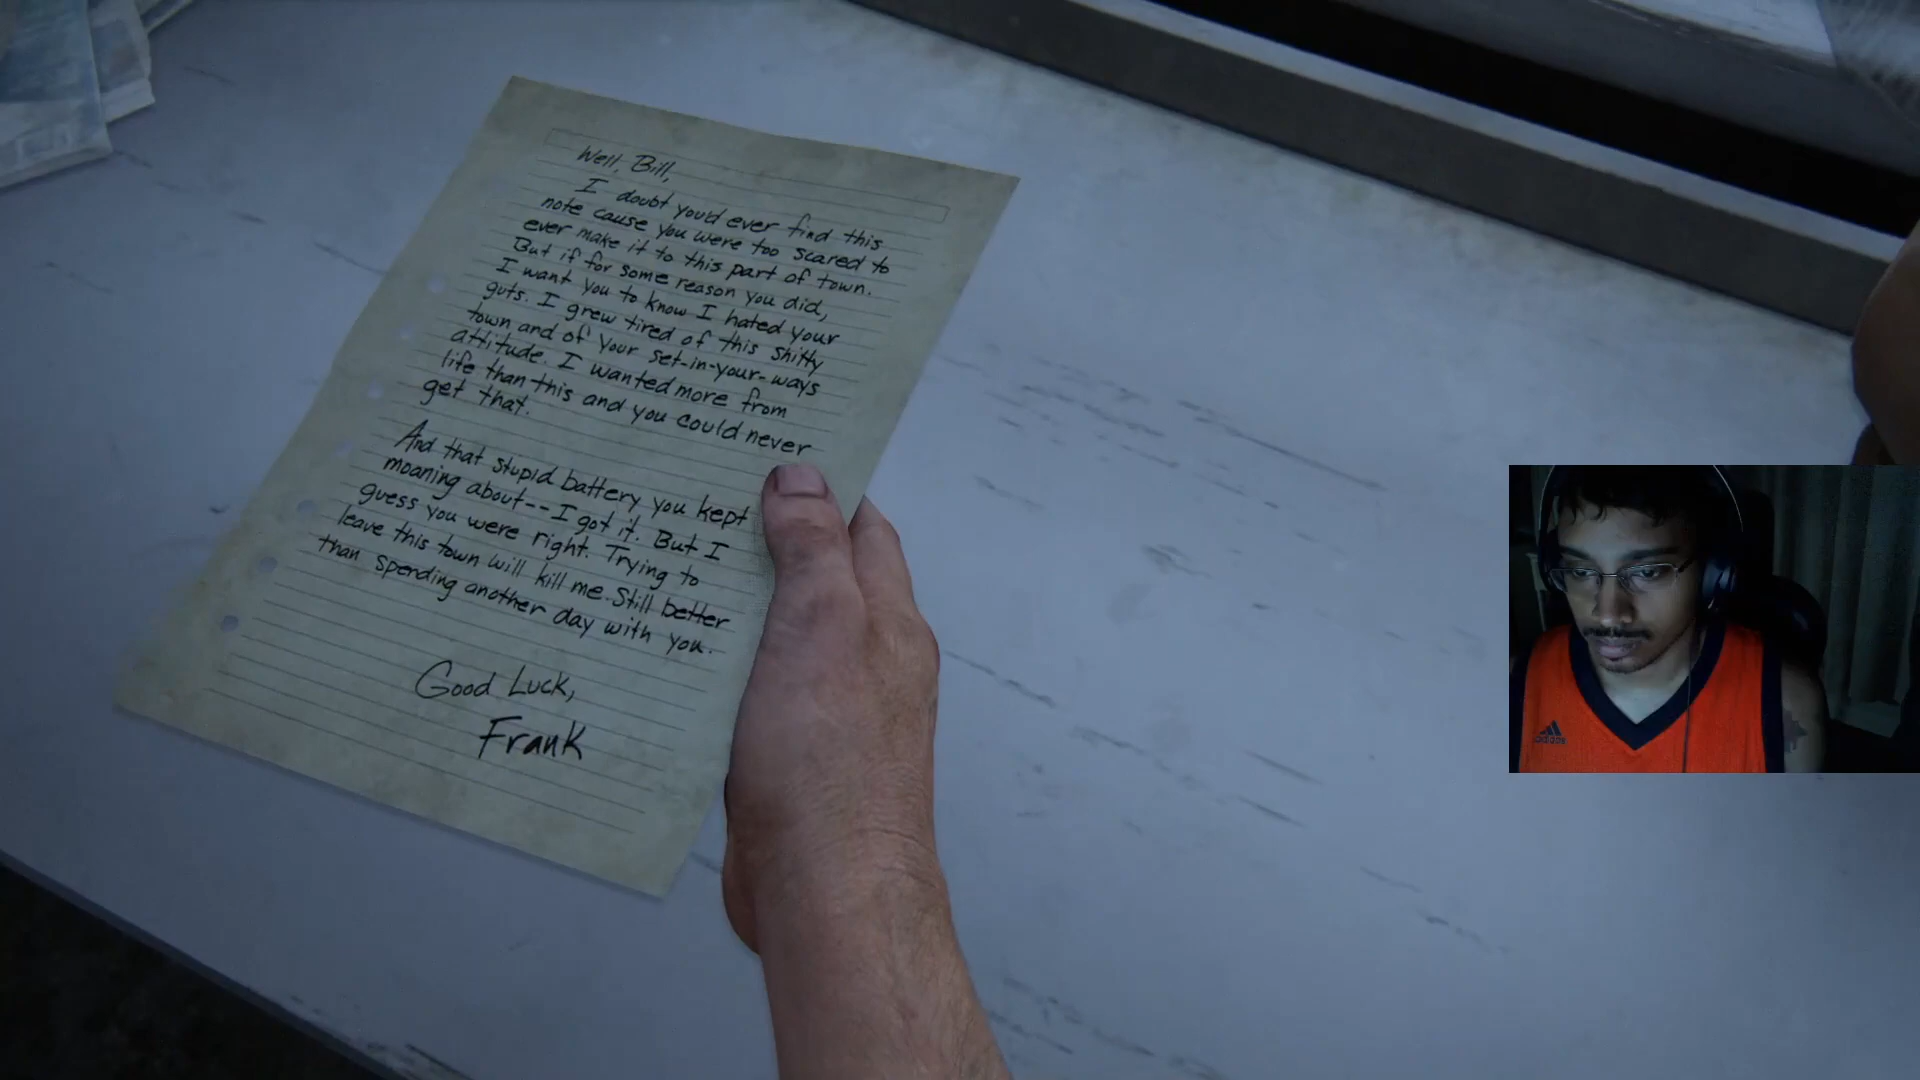 Well, Bill,
I doubt you'd ever find this
note cause you were too scared to
ever make it to this part of town.
But if for some reason you did,
I want you to know I hated your
guts. I grew tired of this shitty
town and of your set-in-your-ways
attitude. I wanted more from
life than this and you could never
get that.
And that stupid battery you kept
moaning about--I got it. But I
guess you were right. Trying to
leave this town will kill me. Still better
than spending another day with you.
Good Luck,
Frank
adidas